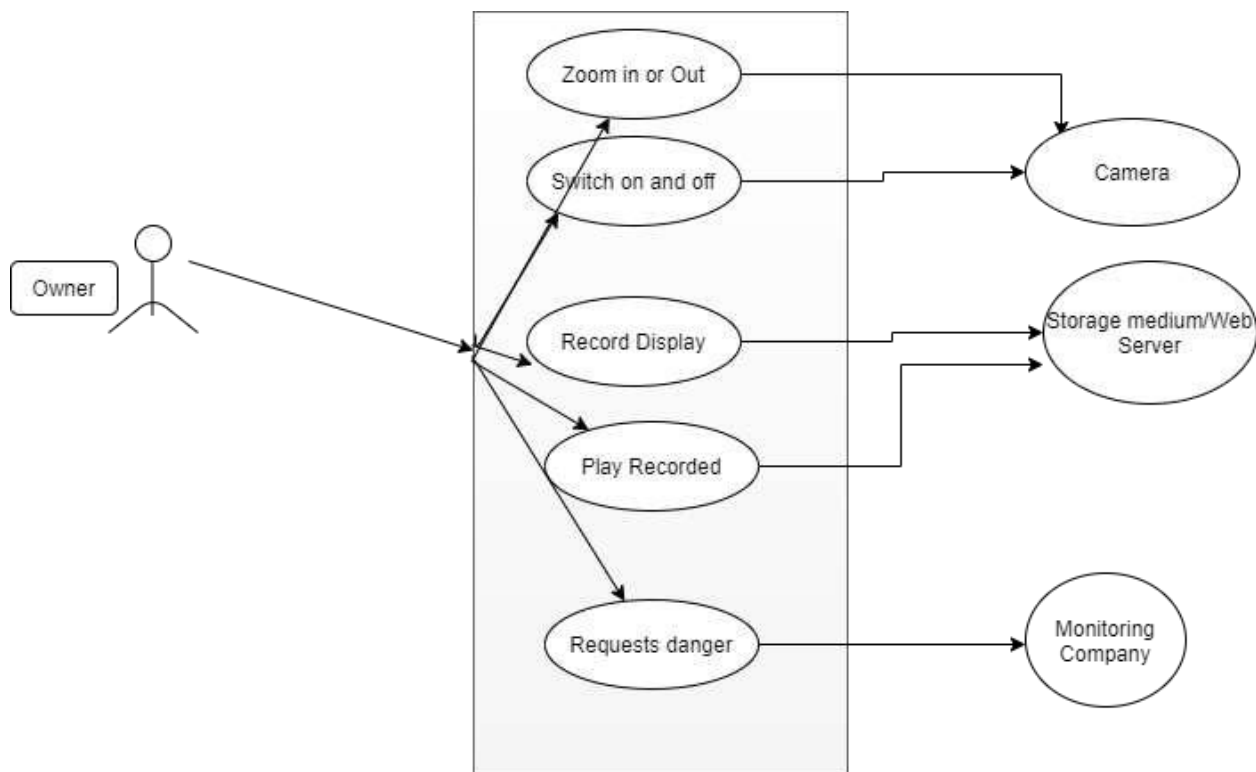 Zoom in or Out
Switch on and off
Camera
Owner
Record Display
Storage medium/Web
Server
Play Recorded
Requests danger
Monitoring
Company